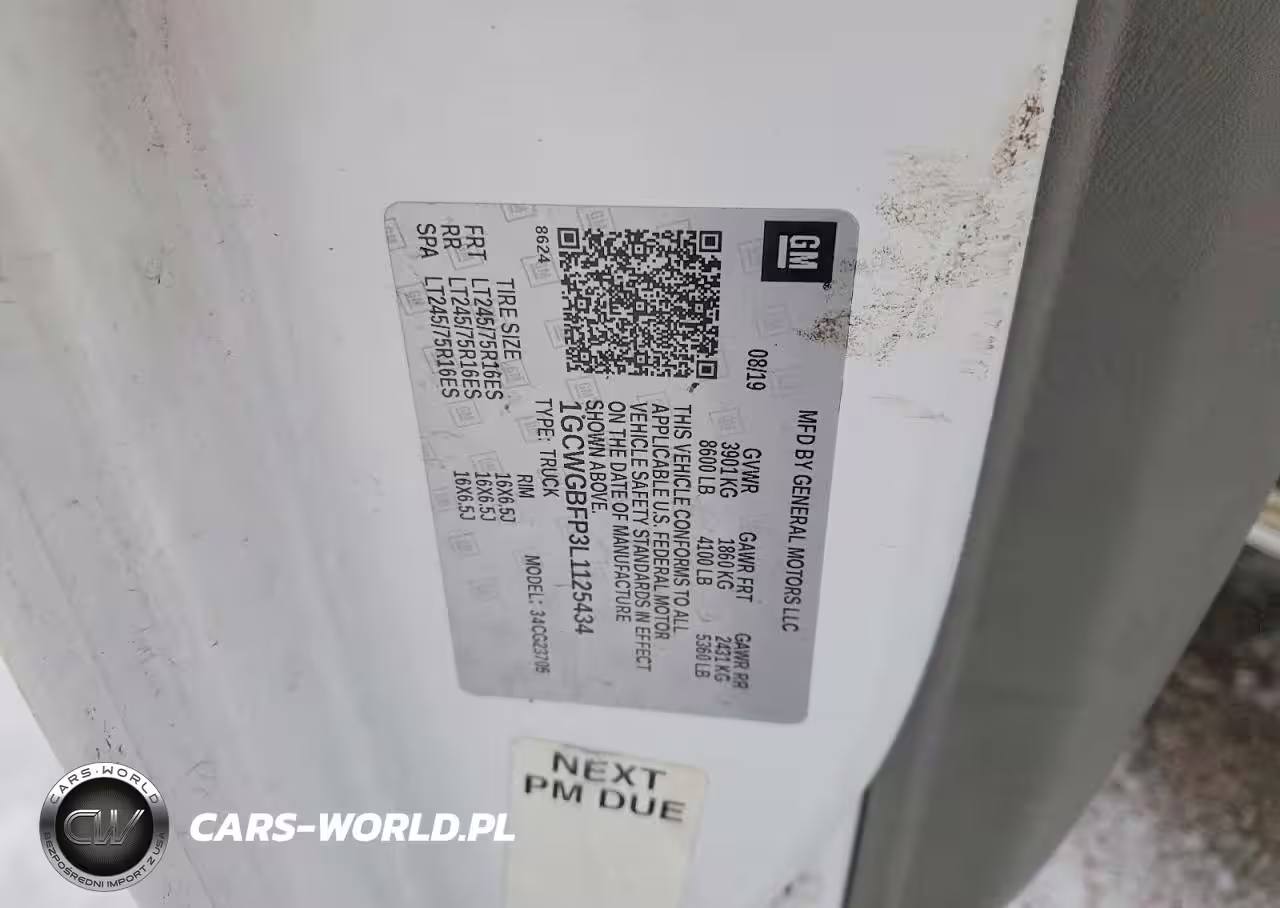 GM
MFD BY GENERAL MOTORS LLC
08/19
GVWR GAWR FRT GAWR RR
3901 KG 1860 KG 2431 KG
8600 LB 4100 LB 5360 LB
THIS VEHICLE CONFORMS TO ALL
APPLICABLE U.S. FEDERAL MOTOR
VEHICLE SAFETY STANDARDS IN EFFECT
ON THE DATE OF MANUFACTURE
SHOWN ABOVE.
1GCWGBFP3L1125434
8624 TYPE: TRUCK MODEL: 34CG23705
TIRE SIZE RIM
FRT LT245/75R16ES 16X6.5J
RR LT245/75R16ES 16X6.5J
SPA LT245/75R16ES 16X6.5J
NEXT
PM DUE
CARS-WORLD
CW
BEZPOŚREDNI IMPORT Z USA
CARS-WORLD.PL